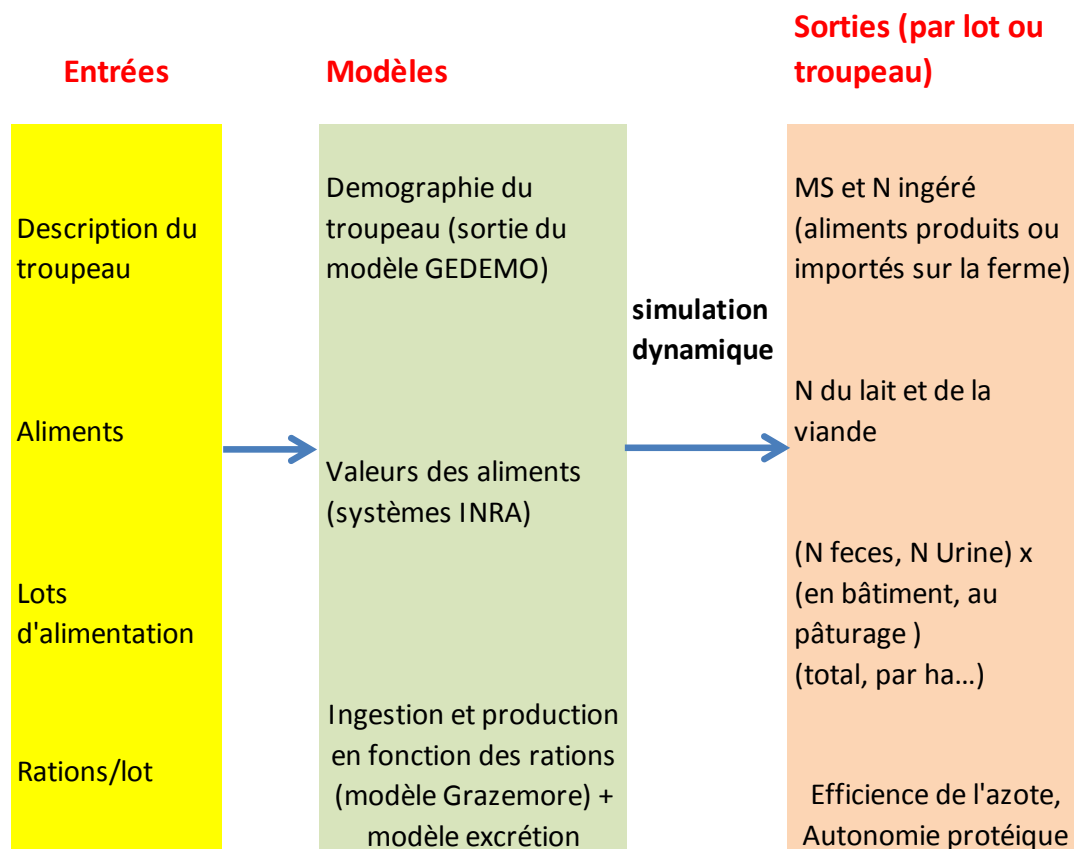 Entrées
Modèles
Sorties (par lot ou
troupeau)
Description du
troupeau
Aliments
Lots
d'alimentation
Rations/lot
Demographie du
troupeau (sortie du
modèle GEDEMO)
Valeurs des aliments
(systèmes INRA)
Ingestion et production
en fonction des rations
(modèle Grazemore) +
modèle excrétion
simulation
dynamique
MS et N ingéré
(aliments produits ou
importés sur la ferme)
N du lait et de la
viande
(N feces, N Urine) x
(en bâtiment, au
pâturage )
(total, par ha...)
Efficience de l'azote,
Autonomie protéique